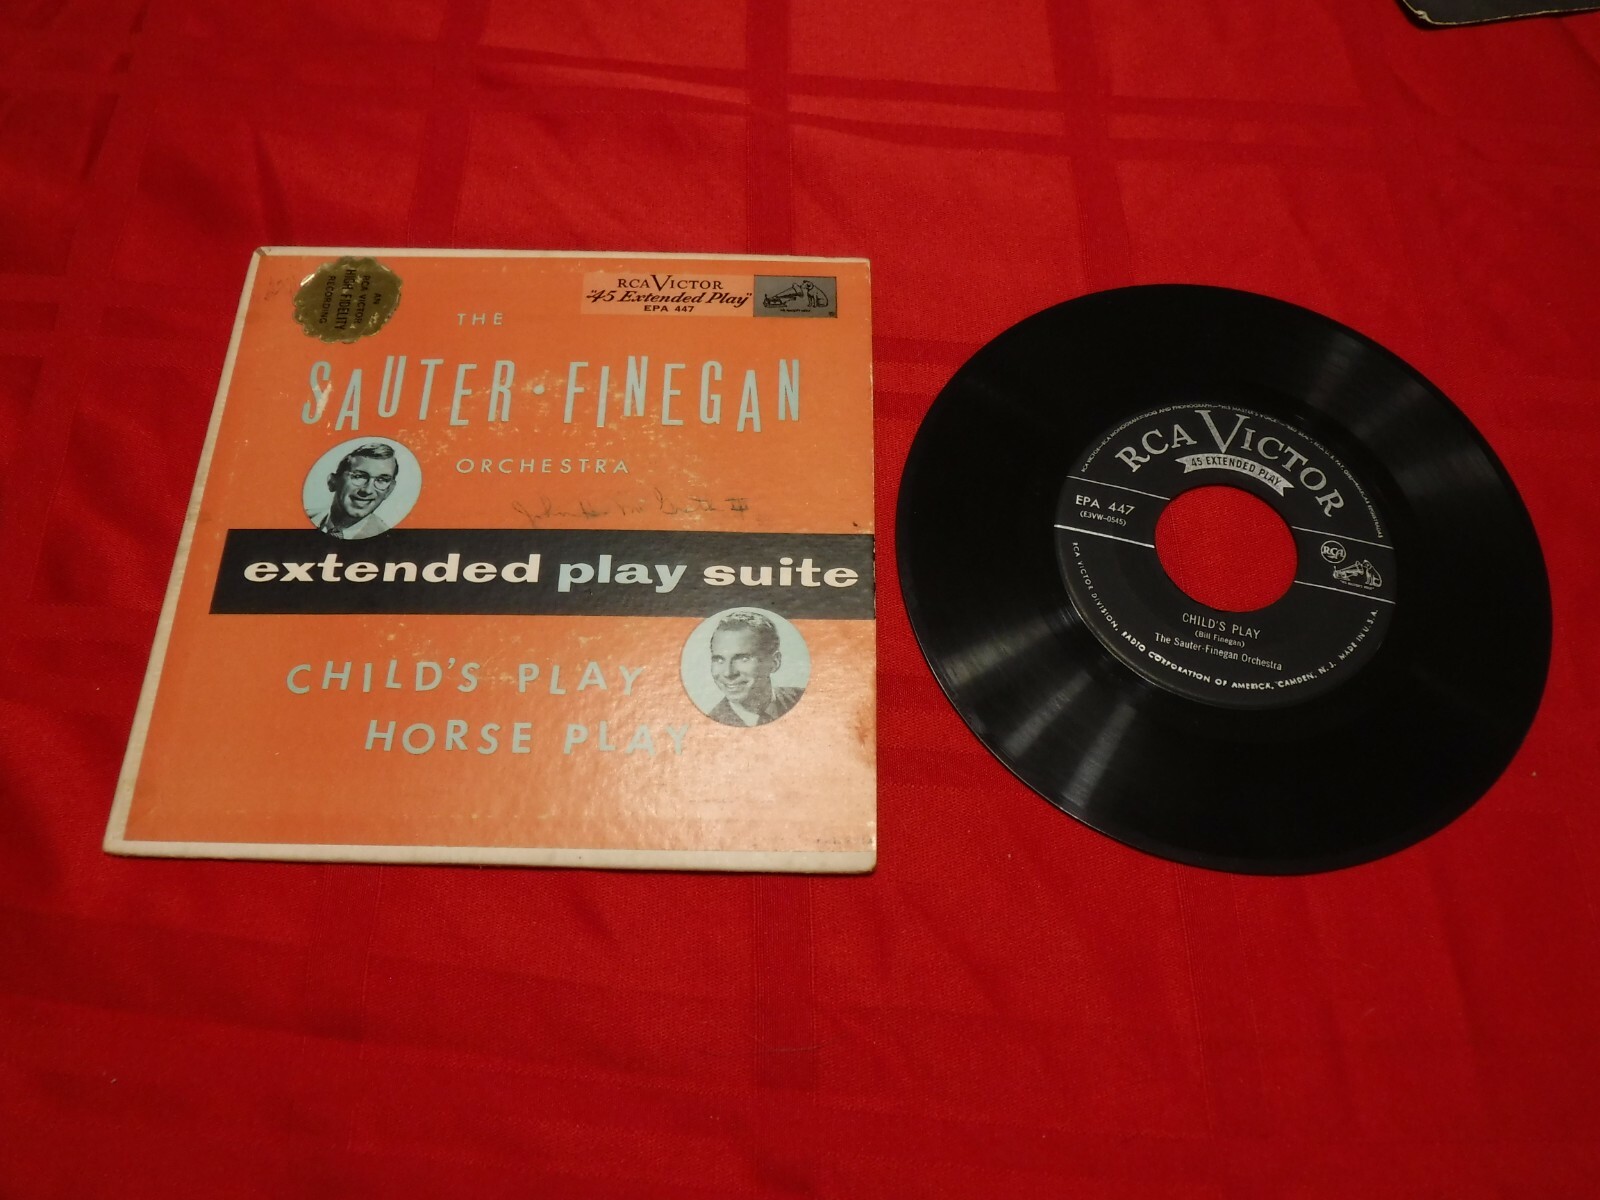 AN
RCA VICTOR
HIGH FIDELITY
RECORDING
RCA VICTOR
"45 Extended Play"
EPA 447
THE
SAUTER·FINEGAN
ORCHESTRA
extended play suite
CHILD'S PLAY
HORSE PLAY
RCA VICTOR
45 EXTENDED PLAY
EPA 447
(E3VW-0545)
RCA
CHILD'S PLAY
(Bill Finegan)
The Sauter-Finegan Orchestra
RCA VICTOR DIVISION, RADIO CORPORATION OF AMERICA, CAMDEN, N. J. MADE IN U.S.A.